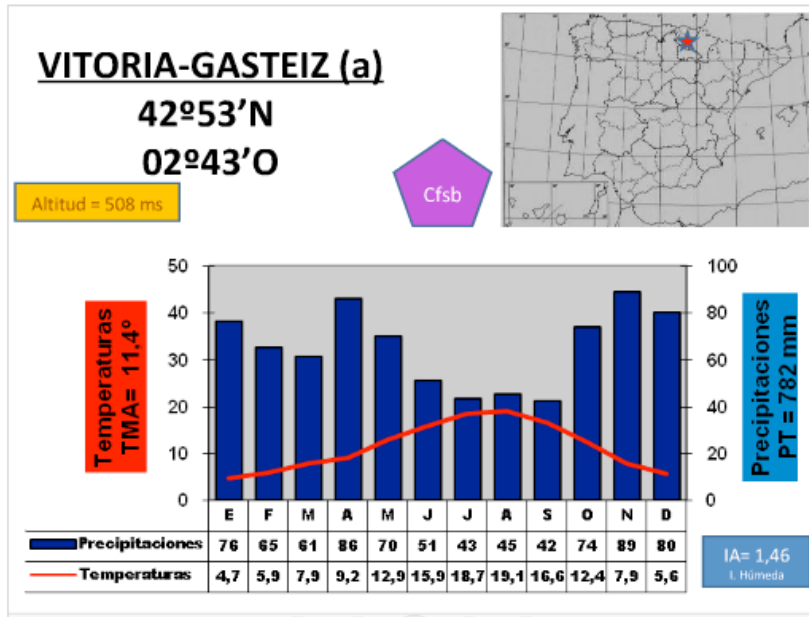 VITORIA-GASTEIZ (a)
42º53’N
02º43’O
Altitud = 508 ms
Cfsb
Temperaturas
TMA= 11,4º
50
40
30
20
10
0
100
80
60
40
20
0
Precipitaciones
PT = 782 mm
E F M A M J J A S O N D
Precipitaciones 76 65 61 86 70 51 43 45 42 74 89 80
Temperaturas 4,7 5,9 7,9 9,2 12,9 15,9 18,7 19,1 16,6 12,4 7,9 5,6
IA= 1,46
I. Húmeda